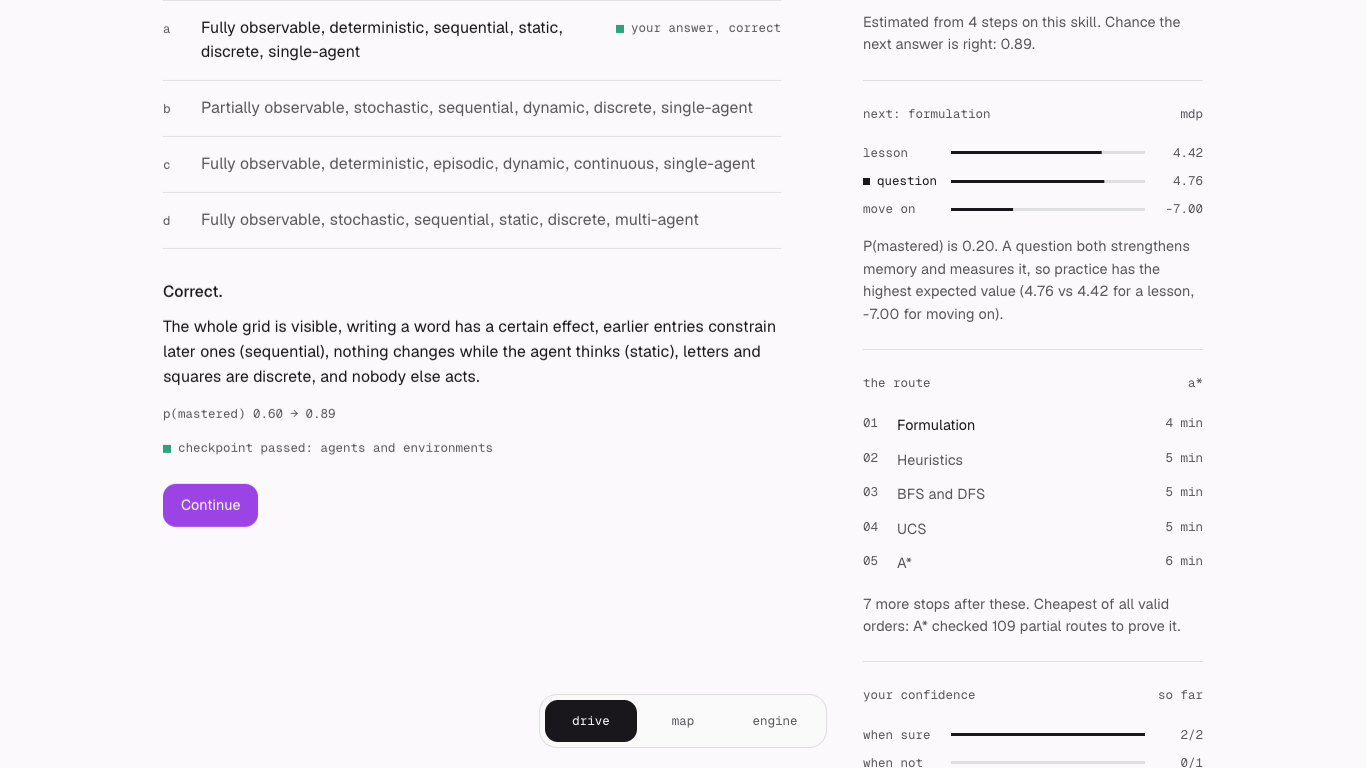 a
Fully observable, deterministic, sequential, static,
discrete, single-agent
your answer, correct
b
Partially observable, stochastic, sequential, dynamic, discrete, single-agent
c
Fully observable, deterministic, episodic, dynamic, continuous, single-agent
d
Fully observable, stochastic, sequential, static, discrete, multi-agent
Correct.
The whole grid is visible, writing a word has a certain effect, earlier entries constrain
later ones (sequential), nothing changes while the agent thinks (static), letters and
squares are discrete, and nobody else acts.
p(mastered) 0.60 → 0.89
checkpoint passed: agents and environments
Continue
Estimated from 4 steps on this skill. Chance the
next answer is right: 0.89.
next: formulation mdp
lesson 4.42
question 4.76
move on -7.00
P(mastered) is 0.20. A question both strengthens
memory and measures it, so practice has the
highest expected value (4.76 vs 4.42 for a lesson,
-7.00 for moving on).
the route a*
01 Formulation 4 min
02 Heuristics 5 min
03 BFS and DFS 5 min
04 UCS 5 min
05 A* 6 min
7 more stops after these. Cheapest of all valid
orders: A* checked 109 partial routes to prove it.
your confidence so far
when sure 2/2
when not 0/1
drive map engine